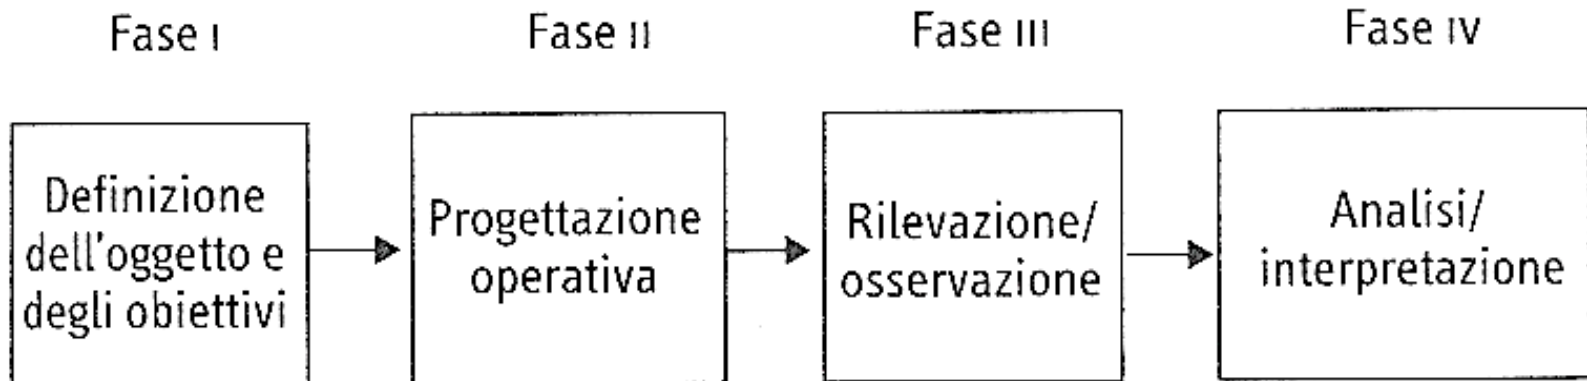 Fase I
Fase II
Fase III
Fase IV
Definizione
dell'oggetto e
degli obiettivi
Progettazione
operativa
Rilevazione/
osservazione
Analisi/
interpretazione